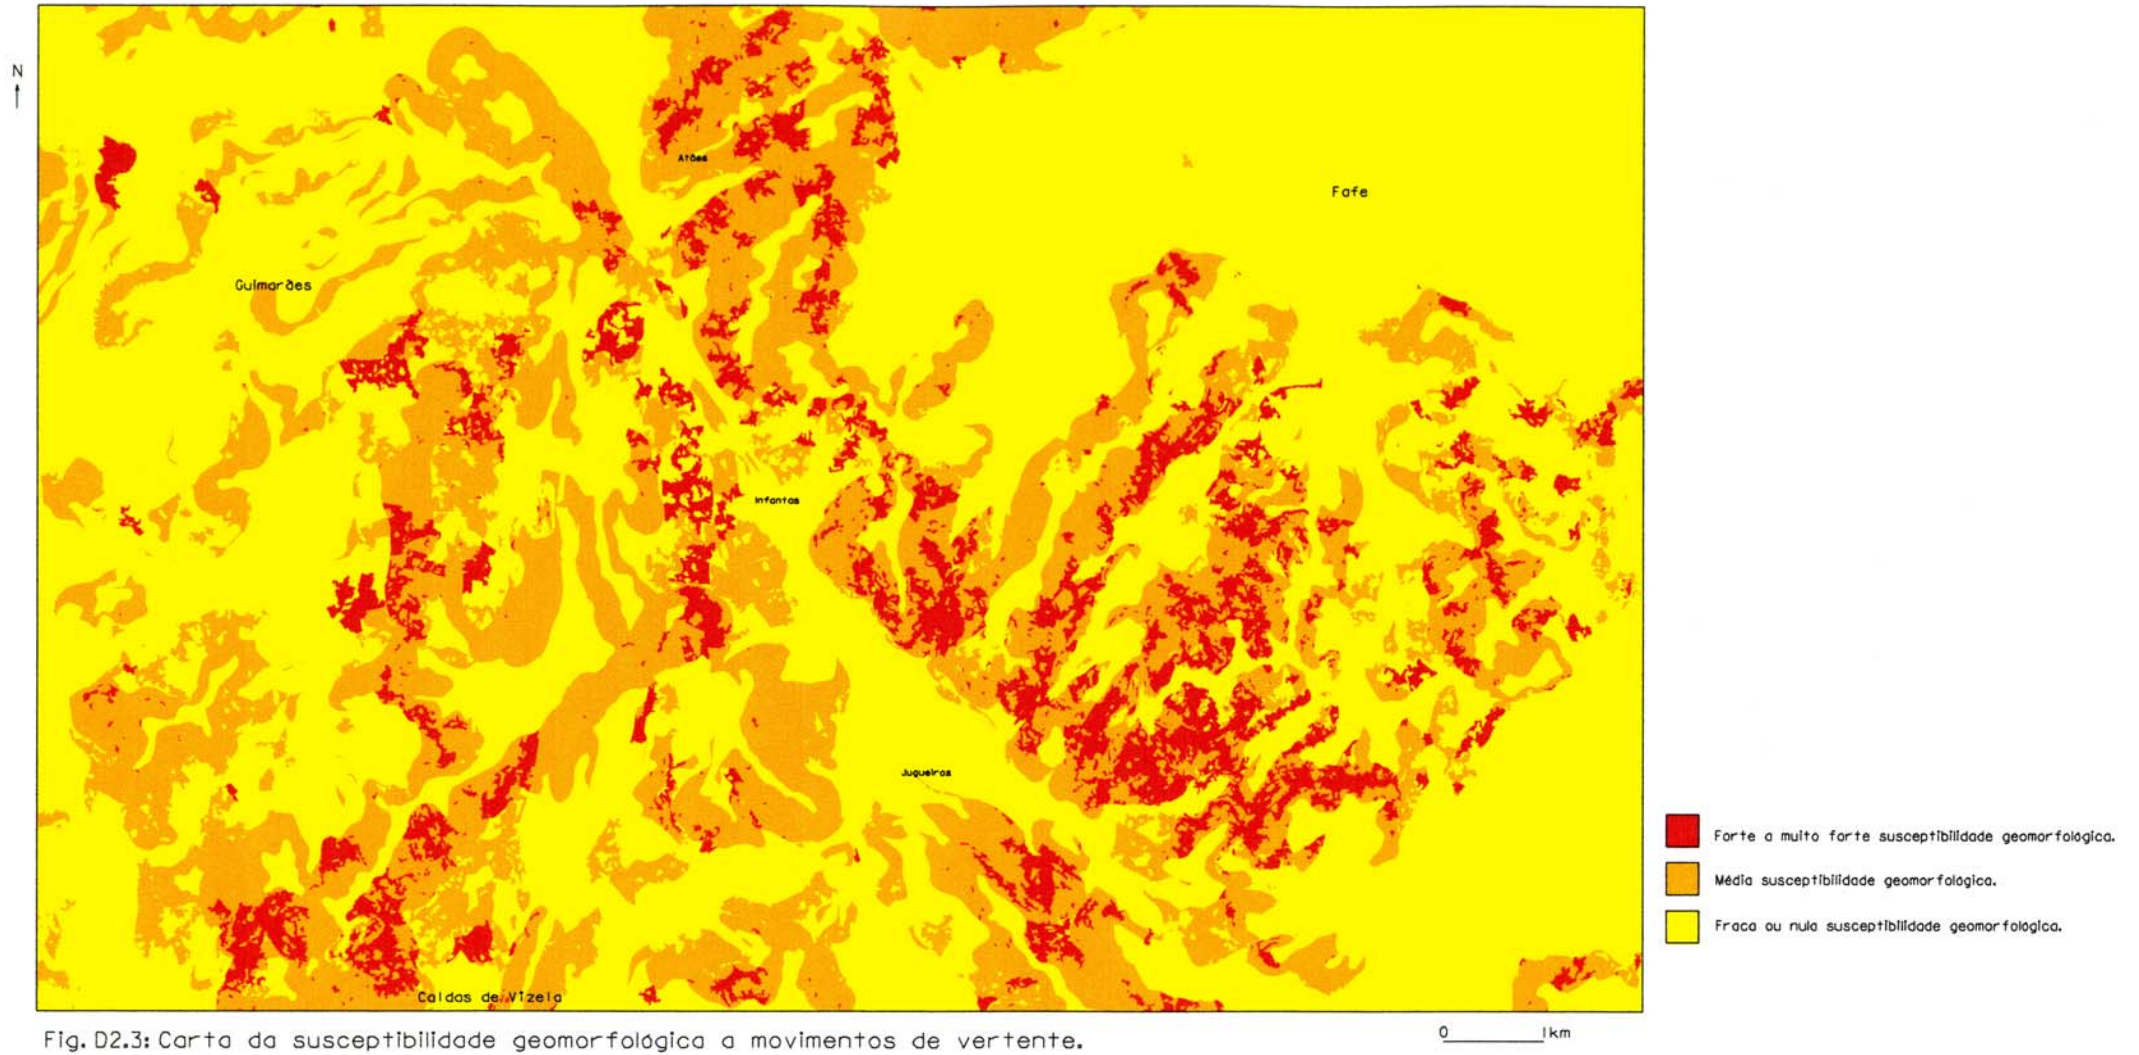 N
Atães
Fafe
Guimarães
Infantas
Jugueiros
Caldas de Vizela
Forte a muito forte susceptibilidade geomorfológica.
Média susceptibilidade geomorfológica.
Fraca ou nula susceptibilidade geomorfológica.
Fig. D2.3: Carta da susceptibilidade geomorfológica a movimentos de vertente.
0 1km